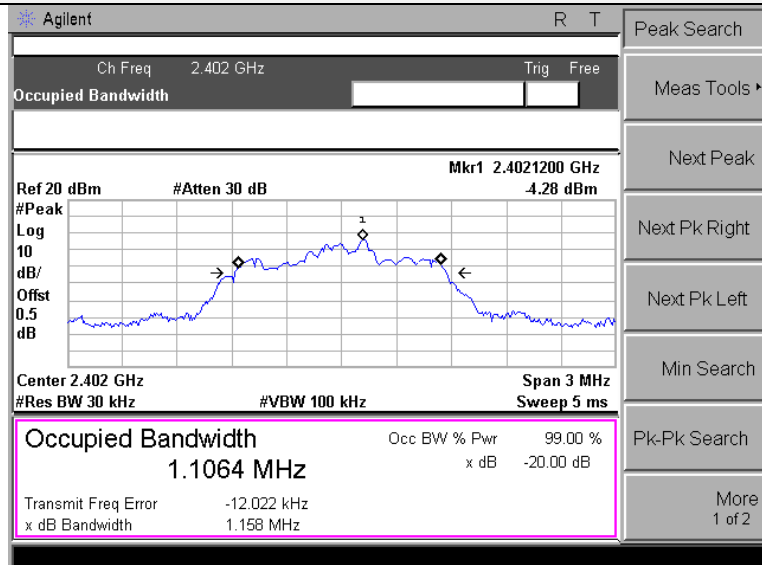 Agilent R T
Peak Search
Ch Freq 2.402 GHz Trig Free
Occupied Bandwidth
Meas Tools
Mkr1 2.4021200 GHz
Next Peak
Ref 20 dBm #Atten 30 dB -4.28 dBm
#Peak
Log
10
dB/
Offst
0.5
dB
1
Next Pk Right
Next Pk Left
Center 2.402 GHz Span 3 MHz
#Res BW 30 kHz #VBW 100 kHz Sweep 5 ms
Min Search
Occupied Bandwidth Occ BW % Pwr 99.00 %
1.1064 MHz x dB -20.00 dB
Pk-Pk Search
Transmit Freq Error -12.022 kHz
x dB Bandwidth 1.158 MHz
More
1 of 2